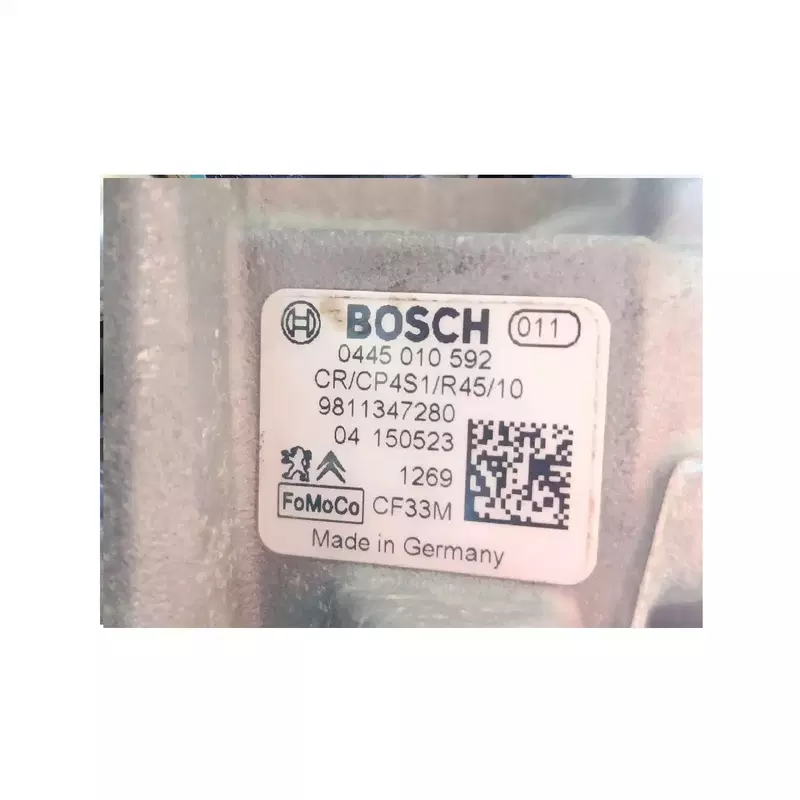 BOSCH 011
0445 010 592
CR/CP4S1/R45/10
9811347280
04 150523
1269
FoMoCo CF33M
Made in Germany